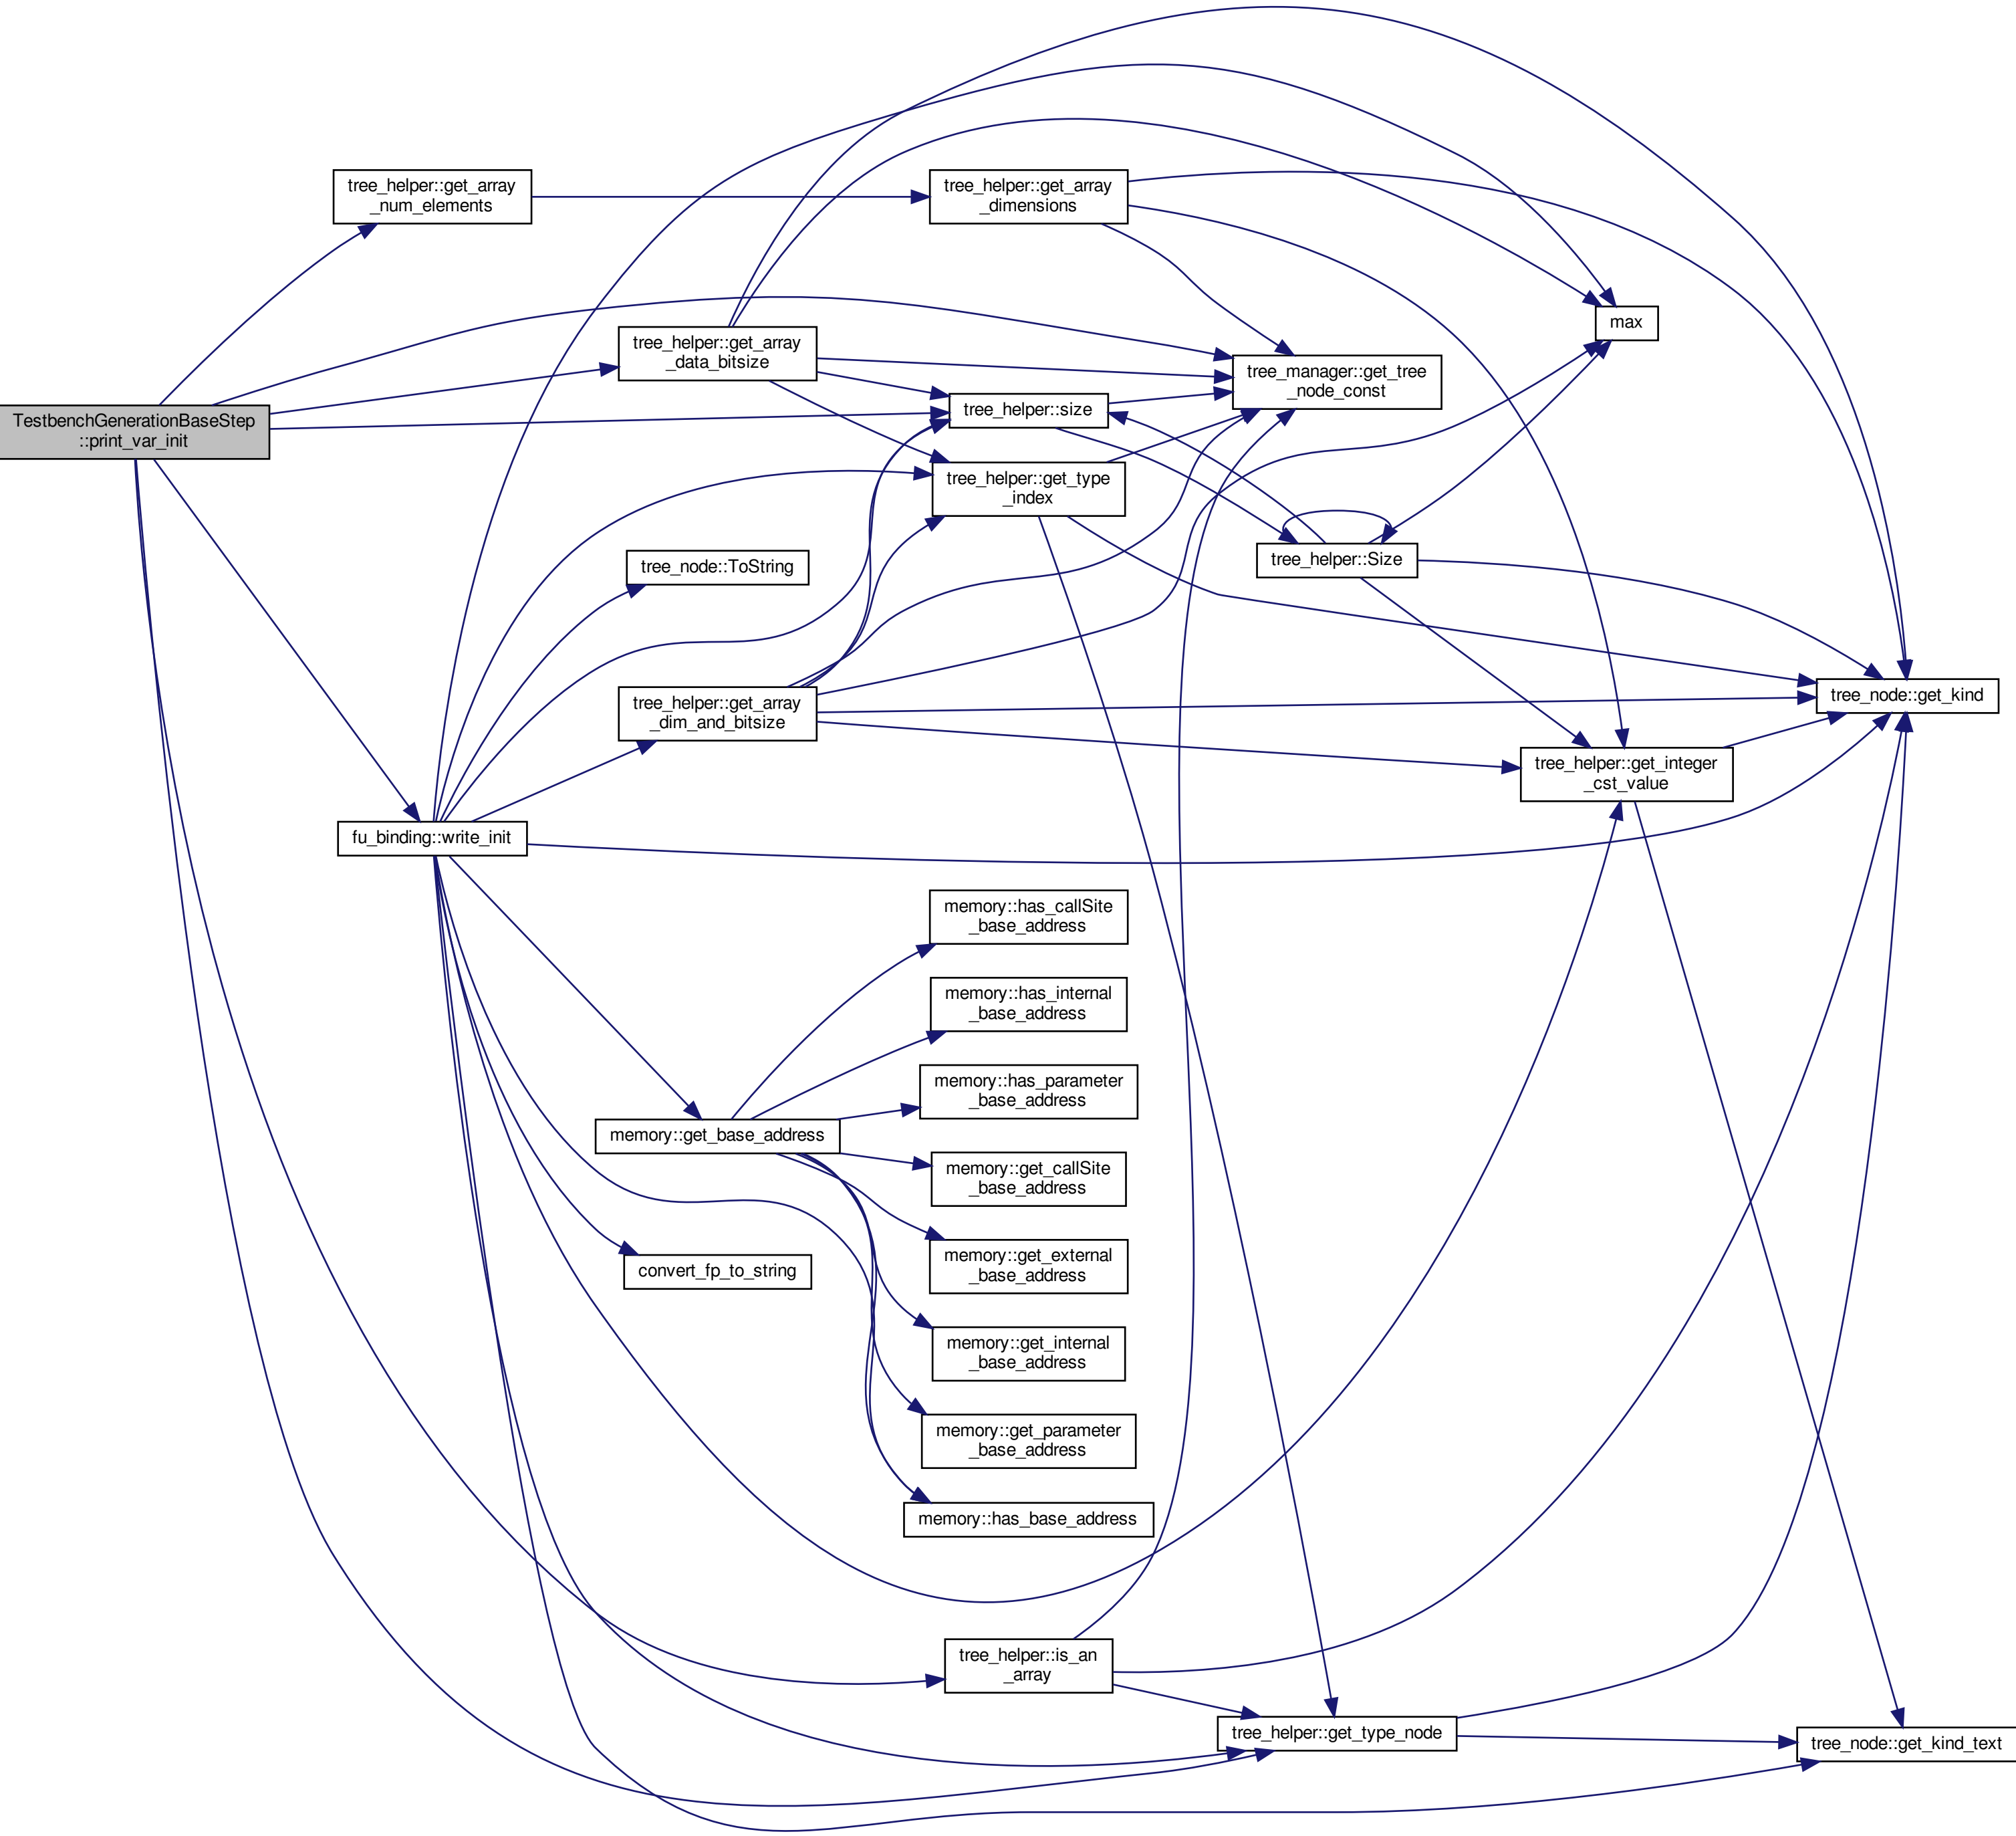 TestbenchGenerationBaseStep
::print_var_init
tree_helper::get_array
_num_elements
tree_helper::get_array
_data_bitsize
tree_node::ToString
tree_helper::get_array
_dim_and_bitsize
fu_binding::write_init
memory::get_base_address
convert_fp_to_string
tree_helper::get_array
_dimensions
tree_helper::size
tree_helper::get_type
_index
memory::has_callSite
_base_address
memory::has_internal
_base_address
memory::has_parameter
_base_address
memory::get_callSite
_base_address
memory::get_external
_base_address
memory::get_internal
_base_address
memory::get_parameter
_base_address
memory::has_base_address
tree_helper::is_an
_array
tree_manager::get_tree
_node_const
tree_helper::Size
tree_helper::get_type_node
max
tree_helper::get_integer
_cst_value
tree_node::get_kind
tree_node::get_kind_text